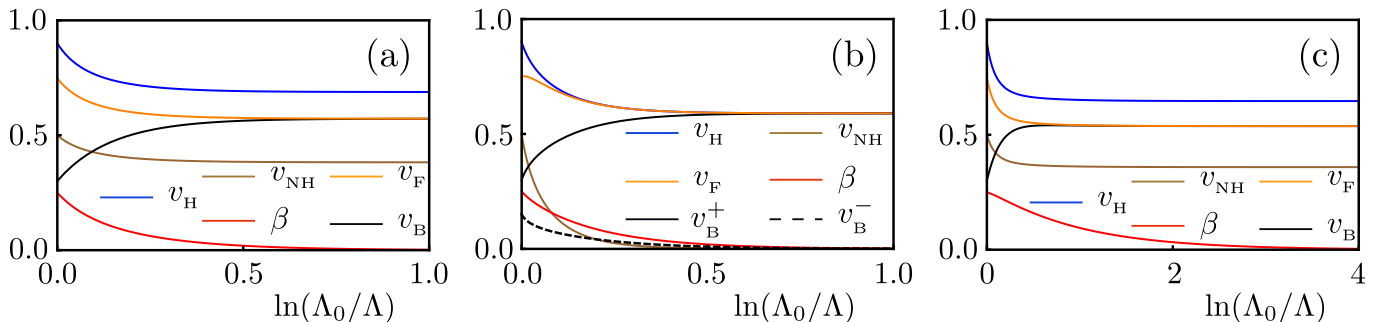 1.0
0.5
0.0
0.0
0.5
1.0
(a)
v_H
v_NH
v_F
β
v_B
ln(Λ₀/Λ)
1.0
0.5
0.0
0.0
0.5
1.0
(b)
v_H
v_NH
v_F
β
v_B^+
v_B^−
ln(Λ₀/Λ)
1.0
0.5
0.0
0
2
4
(c)
v_H
v_NH
v_F
β
v_B
ln(Λ₀/Λ)